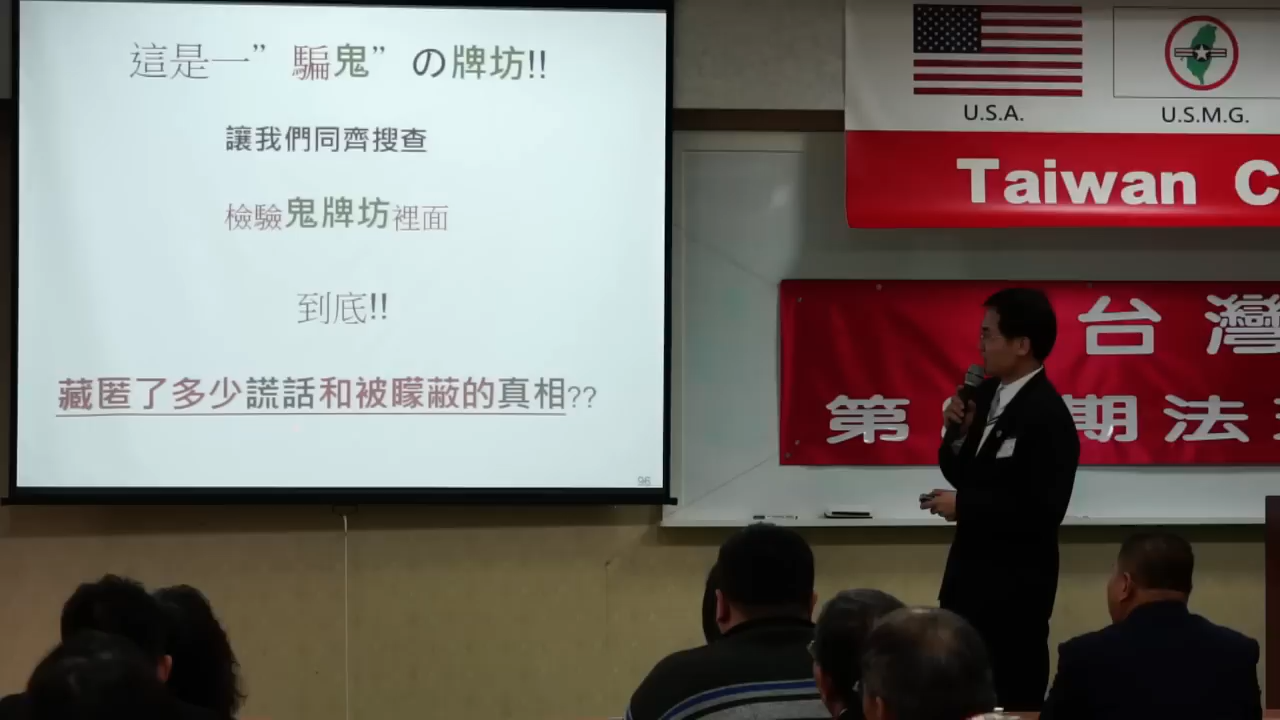 這是一”騙鬼”の牌坊!!
讓我們同齊搜查
檢驗鬼牌坊裡面
到底!!
藏匿了多少謊話和被矇蔽的真相??
96
U.S.A.
U.S.M.G.
Taiwan C
台灣
第 期法